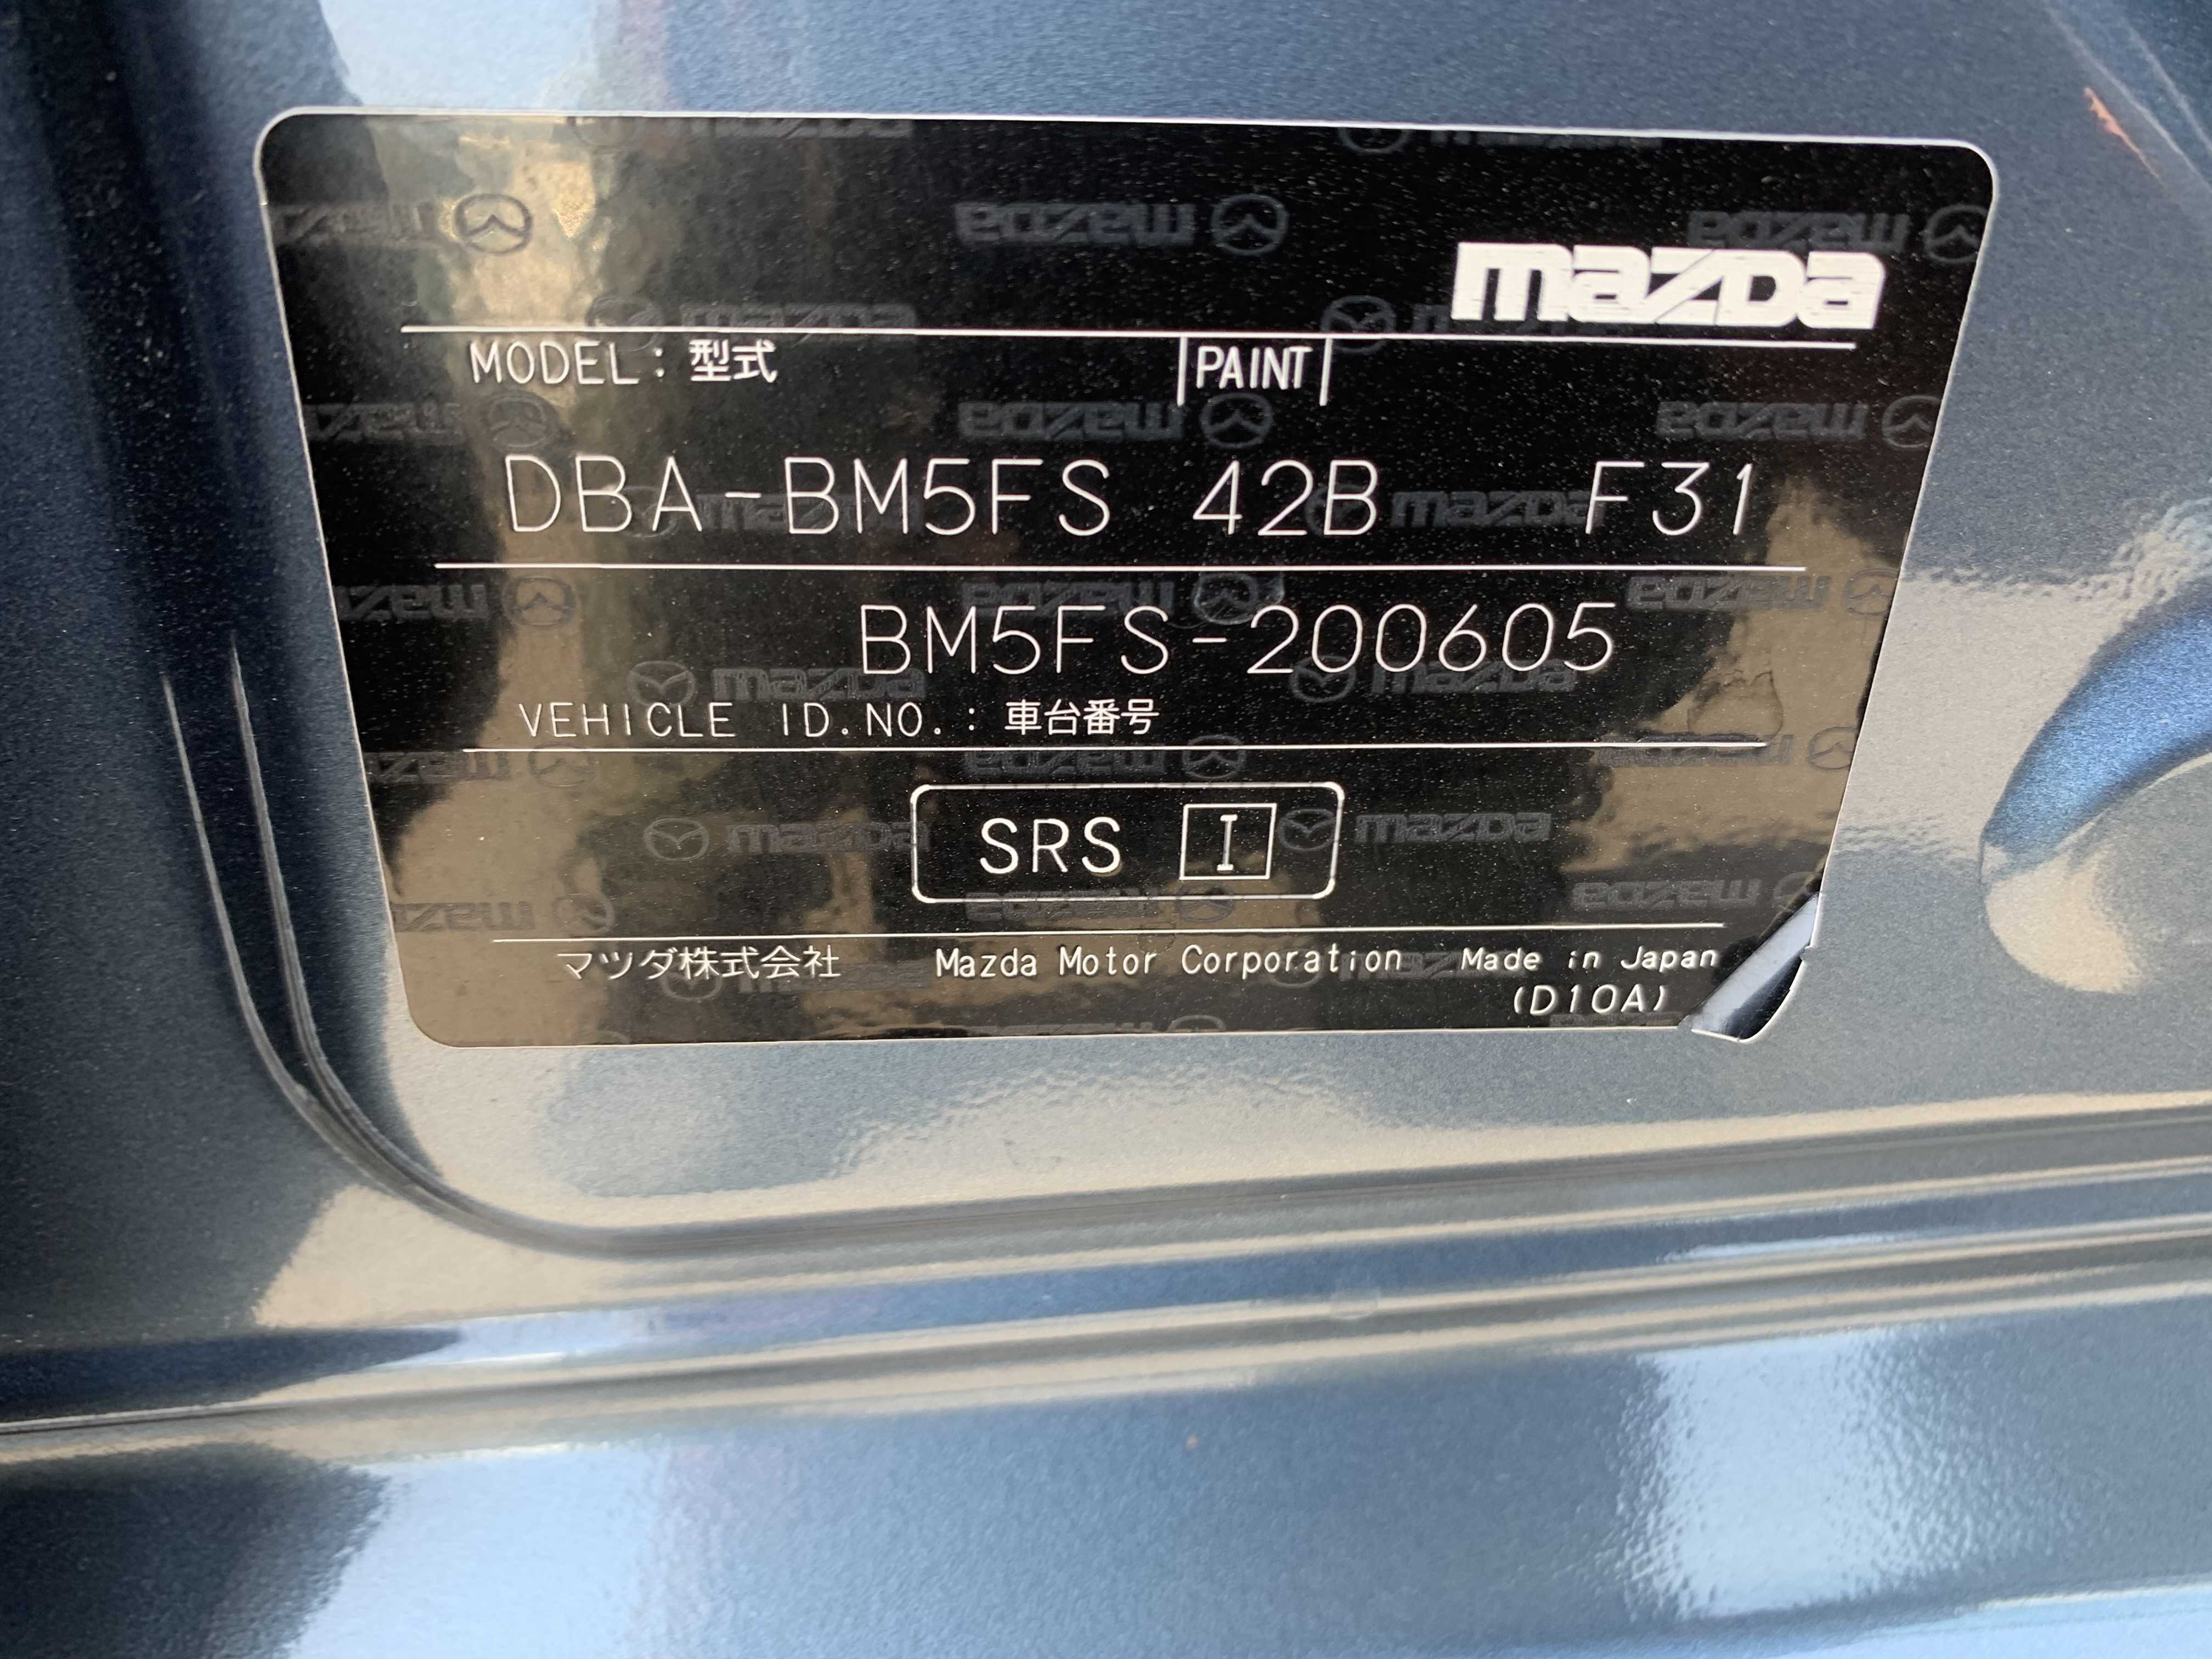 mazda
MODEL: 型式 PAINT
DBA-BM5FS 42B F31
BM5FS-200605
VEHICLE ID.NO.: 車台番号
SRS I
マツダ株式会社 Mazda Motor Corporation Made in Japan
(D10A)